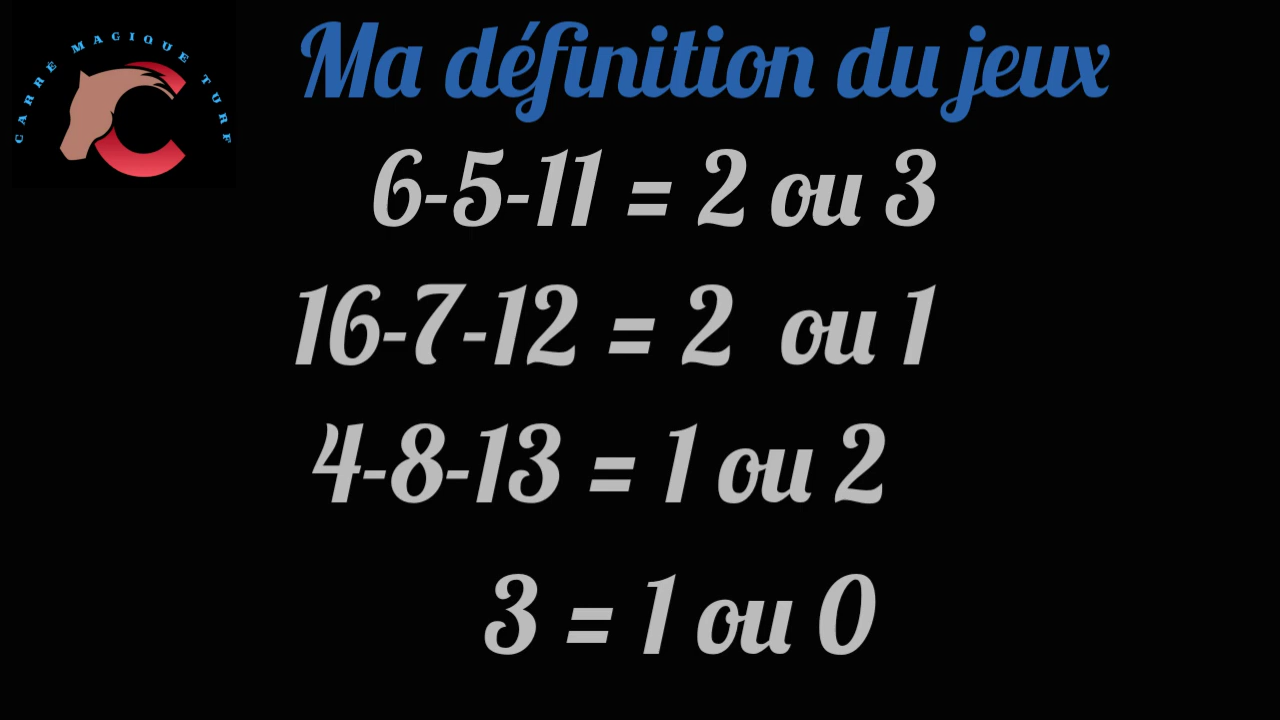 CARRÉ MAGIQUE TURF
Ma définition du jeux
6-5-11 = 2 ou 3
16-7-12 = 2 ou 1
4-8-13 = 1 ou 2
3 = 1 ou 0